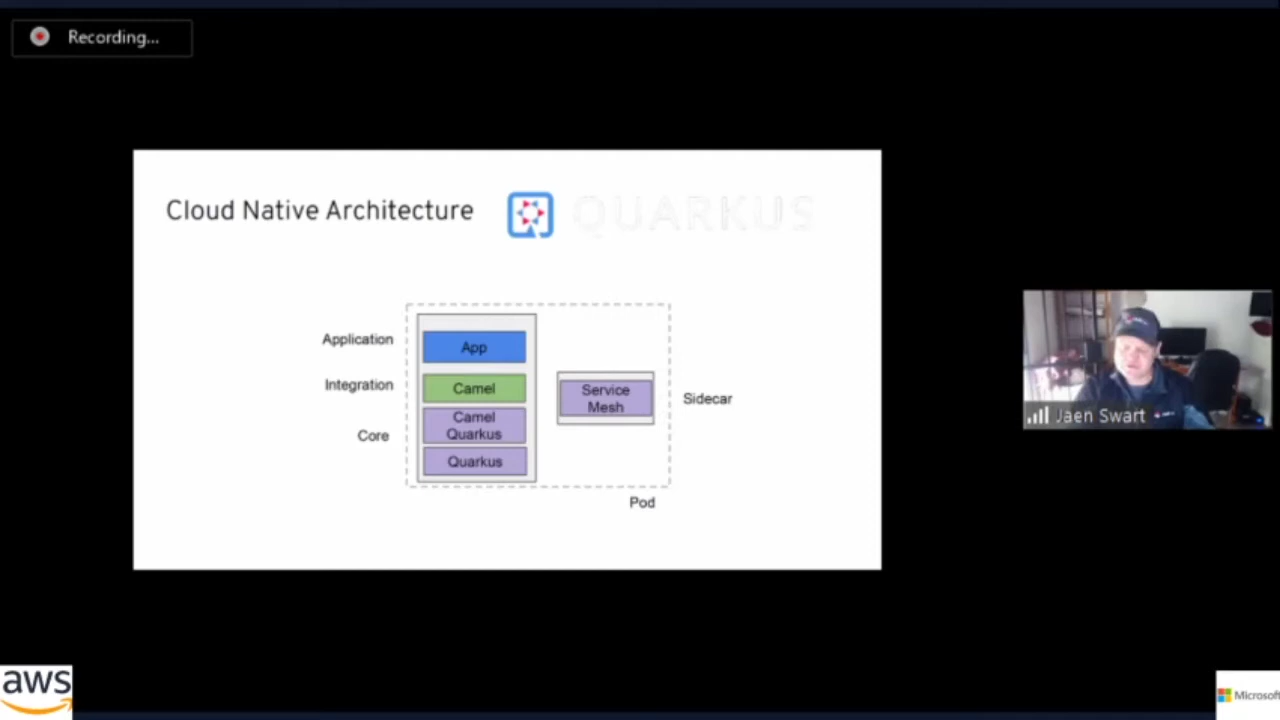 Recording...
Cloud Native Architecture
QUARKUS
Application
App
Integration
Camel
Core
Camel
Quarkus
Quarkus
Service
Mesh
Sidecar
Pod
Jaen Swart
aws
Microsoft